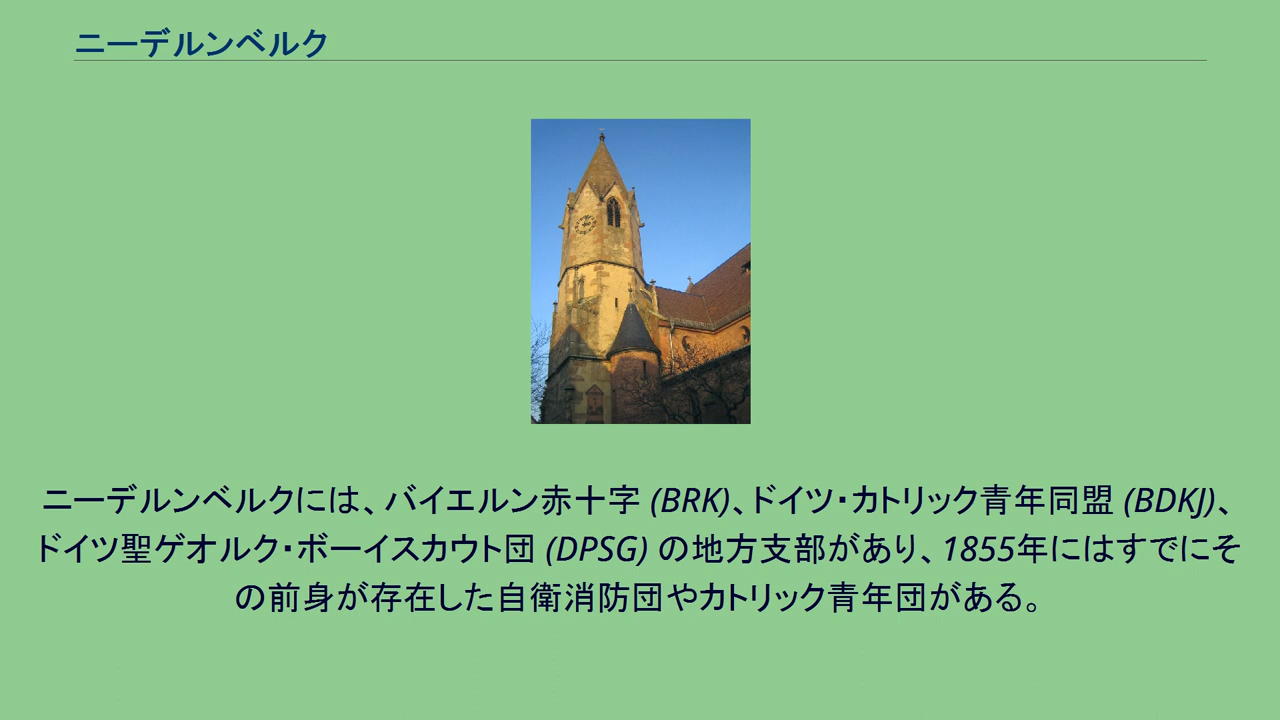 ニーデルンベルク
ニーデルンベルクには、バイエルン赤十字 (BRK)、ドイツ・カトリック青年同盟 (BDKJ)、
ドイツ聖ゲオルク・ボーイスカウト団 (DPSG) の地方支部があり、1855年にはすでにそ
の前身が存在した自衛消防団やカトリック青年団がある。